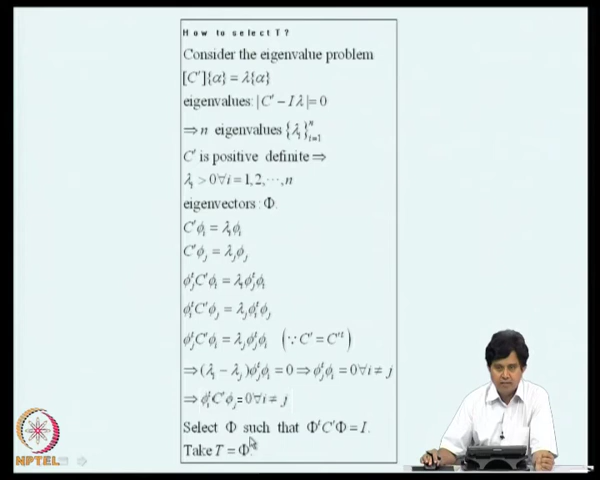 How to select T?
Consider the eigenvalue problem
[C']{α} = λ{α}
eigenvalues: |C' − Iλ| = 0
⇒ n eigenvalues {λᵢ}ⁿᵢ₌₁
C' is positive definite ⇒
λᵢ > 0 ∀ i = 1, 2, ⋯, n
eigenvectors : Φ.
C'ϕᵢ = λᵢϕᵢ
C'ϕⱼ = λⱼϕⱼ
ϕⱼᵗC'ϕᵢ = λᵢϕⱼᵗϕᵢ
ϕᵢᵗC'ϕⱼ = λⱼϕᵢᵗϕⱼ
ϕⱼᵗC'ϕᵢ = λⱼϕⱼᵗϕᵢ (∵ C' = C'ᵗ)
⇒ (λᵢ − λⱼ)ϕⱼᵗϕᵢ = 0 ⇒ ϕⱼᵗϕᵢ = 0 ∀ i ≠ j
⇒ ϕᵢᵗC'ϕⱼ = 0 ∀ i ≠ j
Select Φ such that ΦᵗC'Φ = I.
Take T = Φ.
NPTEL